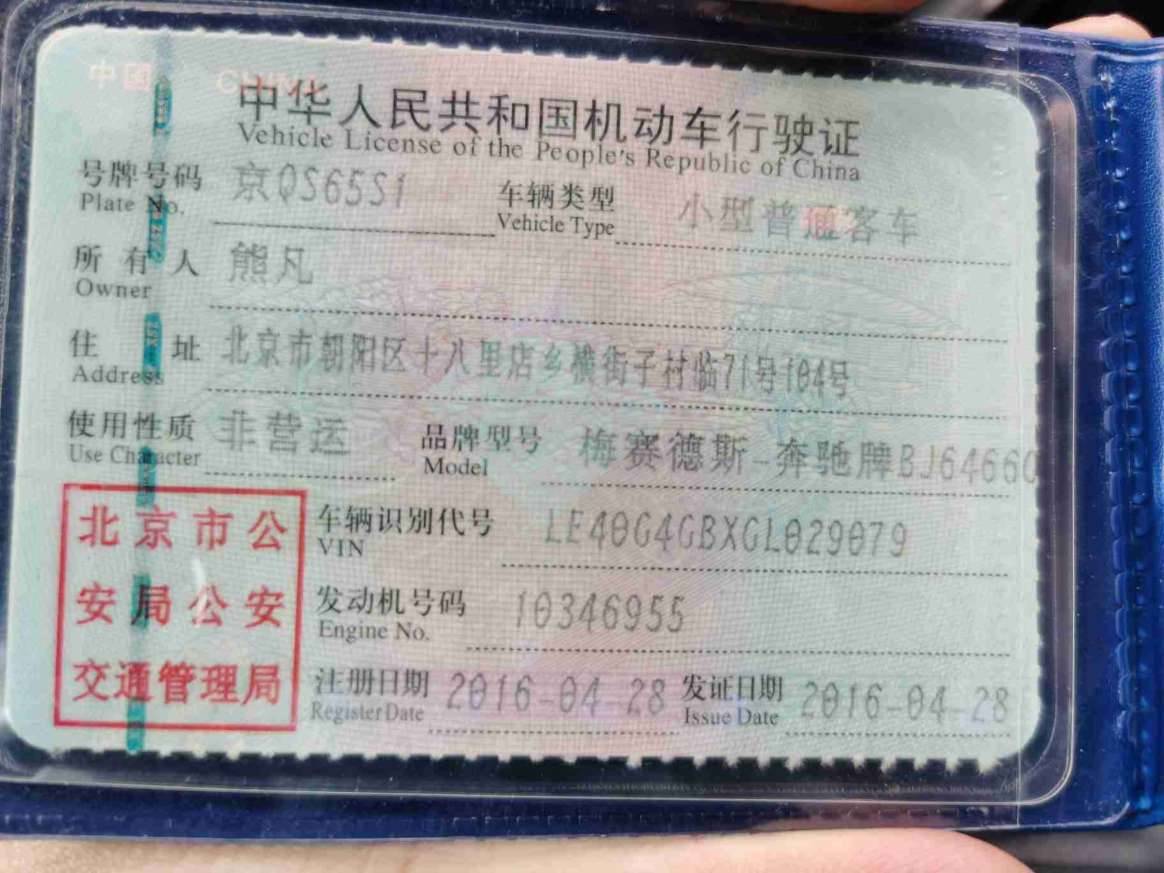 中国 CHINA
中华人民共和国机动车行驶证
Vehicle License of the People's Republic of China
号牌号码 京QS65S1 车辆类型 小型普通客车
Plate No. Vehicle Type
所有人 熊凡
Owner
住址 北京市朝阳区十八里店乡横街子村临71号104号
Address
使用性质 非营运 品牌型号 梅赛德斯-奔驰牌BJ6466G
Use Character Model
北京市公
安局公安
交通管理局
车辆识别代号 LE40G4GBXGL029079
VIN
发动机号码 10346955
Engine No.
注册日期 2016-04-28 发证日期 2016-04-28
Register Date Issue Date